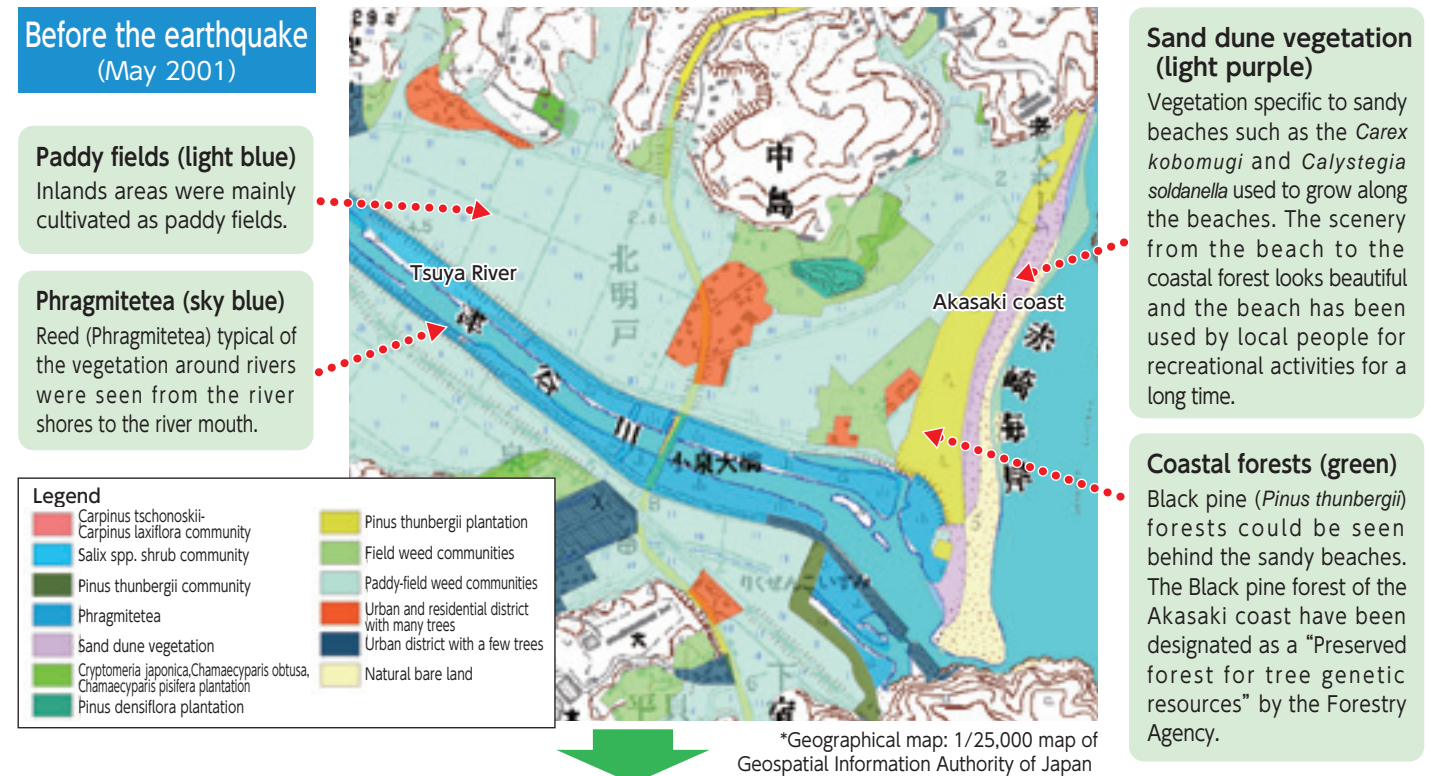 Before the earthquake
(May 2001)
Paddy fields (light blue)
Inlands areas were mainly
cultivated as paddy fields.
Phragmitetea (sky blue)
Reed (Phragmitetea) typical of
the vegetation around rivers
were seen from the river
shores to the river mouth.
Legend
Carpinus tschonoskii-
Carpinus laxiflora community
Salix spp. shrub community
Pinus thunbergii community
Phragmitetea
Sand dune vegetation
Cryptomeria japonica,Chamaecyparis obtusa,
Chamaecyparis pisifera plantation
Pinus densiflora plantation
Pinus thunbergii plantation
Field weed communities
Paddy-field weed communities
Urban and residential district
with many trees
Urban district with a few trees
Natural bare land
中島
北明戸
Tsuya River
津谷川
小泉大橋
Akasaki coast
赤崎海岸
りくぜんこいずみ
下宿
*Geographical map: 1/25,000 map of
Geospatial Information Authority of Japan
Sand dune vegetation
(light purple)
Vegetation specific to sandy
beaches such as the Carex
kobomugi and Calystegia
soldanella used to grow along
the beaches. The scenery
from the beach to the
coastal forest looks beautiful
and the beach has been
used by local people for
recreational activities for a
long time.
Coastal forests (green)
Black pine (Pinus thunbergii)
forests could be seen
behind the sandy beaches.
The Black pine forest of the
Akasaki coast have been
designated as a “Preserved
forest for tree genetic
resources” by the Forestry
Agency.